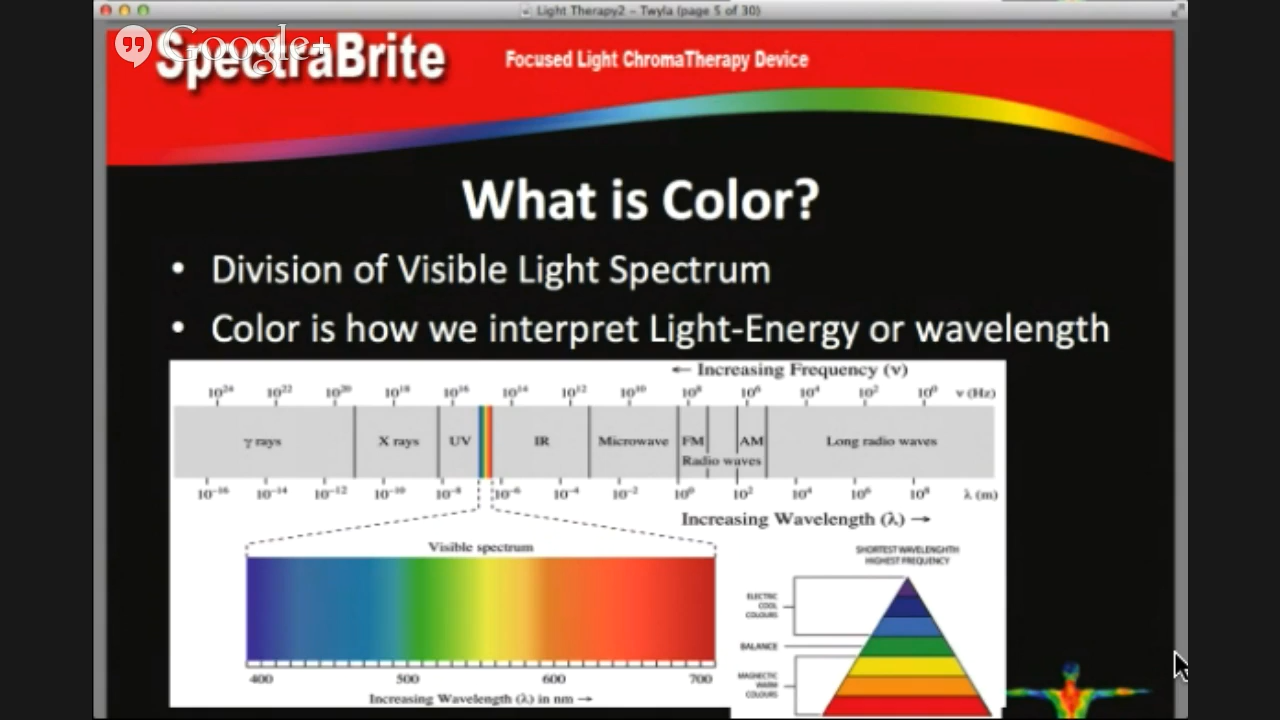 Light Therapy2 – Twyla (page 5 of 30)
Google+
SpectraBrite
Focused Light ChromaTherapy Device
What is Color?
• Division of Visible Light Spectrum
• Color is how we interpret Light-Energy or wavelength
← Increasing Frequency (ν)
10²⁴ 10²² 10²⁰ 10¹⁸ 10¹⁶ 10¹⁴ 10¹² 10¹⁰ 10⁸ 10⁶ 10⁴ 10² 10⁰ ν (Hz)
γ rays X rays UV IR Microwave FM AM Long radio waves
Radio waves
10⁻¹⁶ 10⁻¹⁴ 10⁻¹² 10⁻¹⁰ 10⁻⁸ 10⁻⁶ 10⁻⁴ 10⁻² 10⁰ 10² 10⁴ 10⁶ 10⁸ λ (m)
Increasing Wavelength (λ) →
Visible spectrum
400 500 600 700
Increasing Wavelength (λ) in nm →
SHORTEST WAVELENGHTH
HIGHEST FREQUENCY
ELECTRIC
COOL
COLOURS
BALANCE
MAGNECTIC
WARM
COLOURS